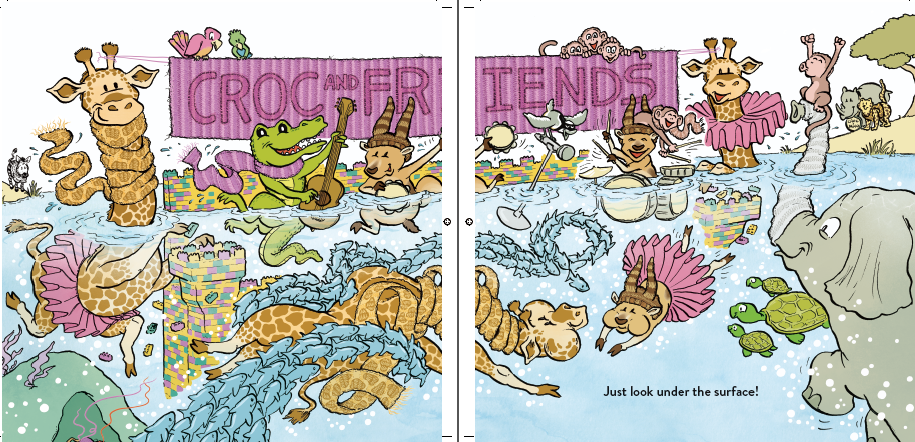 CROC AND FRIENDS
Just look under the surface!